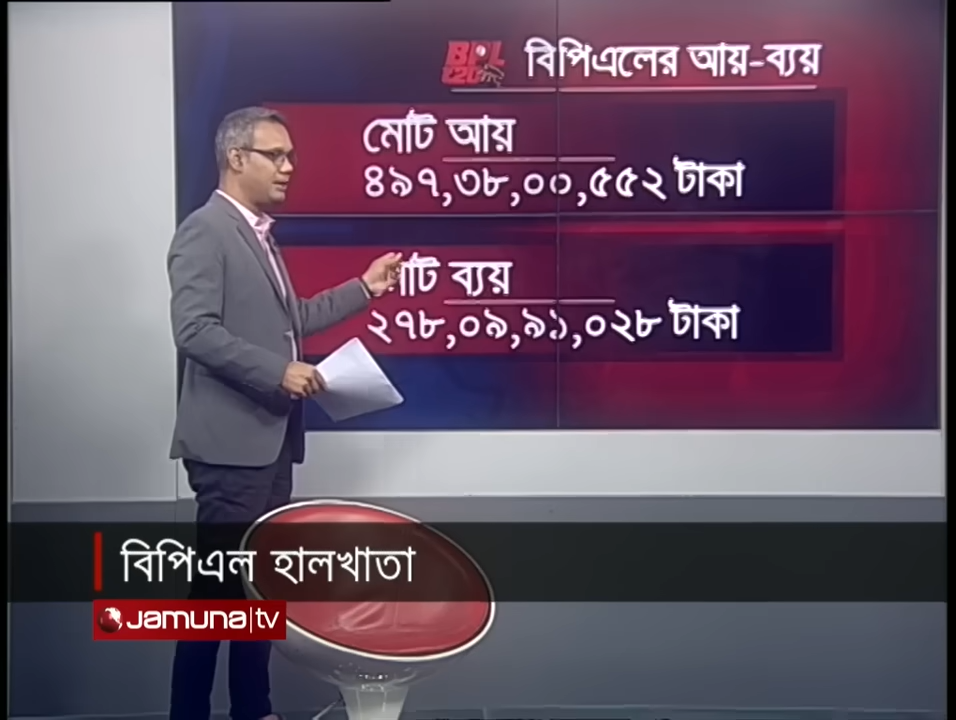 BPL
T20
বিপিএলের আয়-ব্যয়
মোট আয়
৪৯৭,৩৮,০০,৫৫২ টাকা
ব্যয়
২৭৮,০৯,৯১,০২৮ টাকা
বিপিএল হালখাতা
JAMUNA|tv